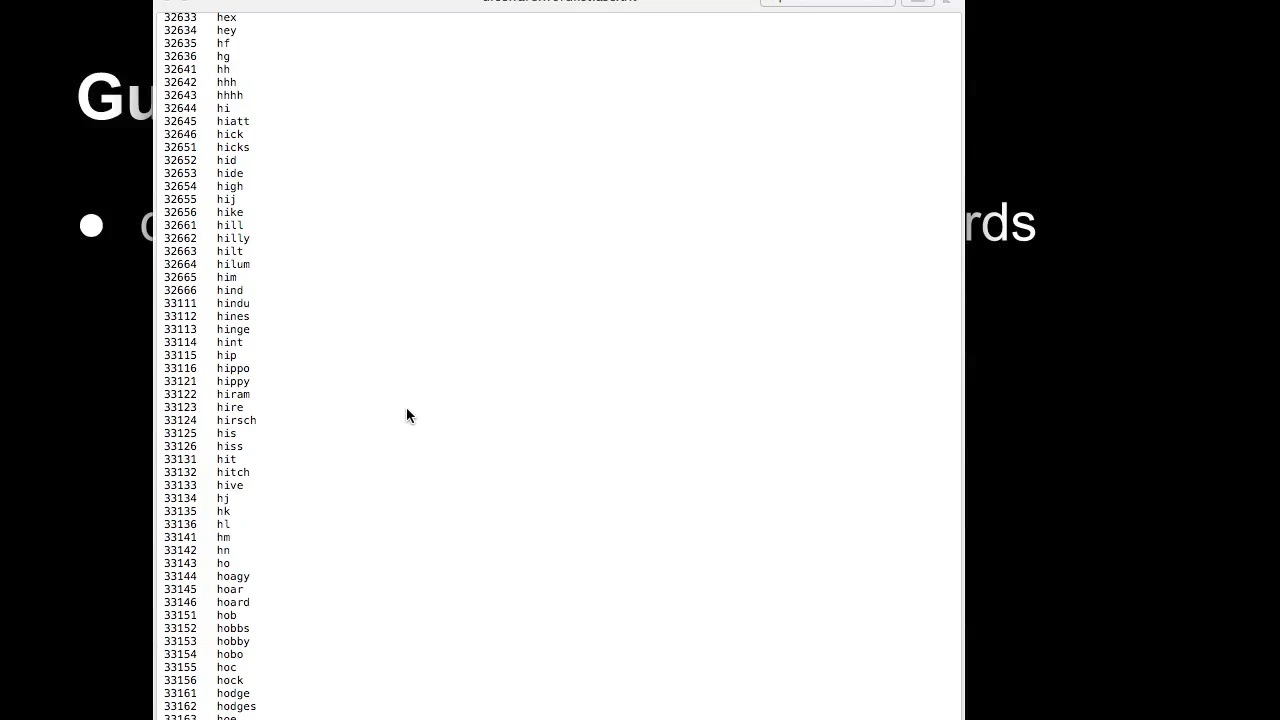 32633 hex
32634 hey
32635 hf
32636 hg
32641 hh
32642 hhh
32643 hhhh
32644 hi
32645 hiatt
32646 hick
32651 hicks
32652 hid
32653 hide
32654 high
32655 hij
32656 hike
32661 hill
32662 hilly
32663 hilt
32664 hilum
32665 him
32666 hind
33111 hindu
33112 hines
33113 hinge
33114 hint
33115 hip
33116 hippo
33121 hippy
33122 hiram
33123 hire
33124 hirsch
33125 his
33126 hiss
33131 hit
33132 hitch
33133 hive
33134 hj
33135 hk
33136 hl
33141 hm
33142 hn
33143 ho
33144 hoagy
33145 hoar
33146 hoard
33151 hob
33152 hobbs
33153 hobby
33154 hobo
33155 hoc
33156 hock
33161 hodge
33162 hodges
33163 hoe
Gu
rds